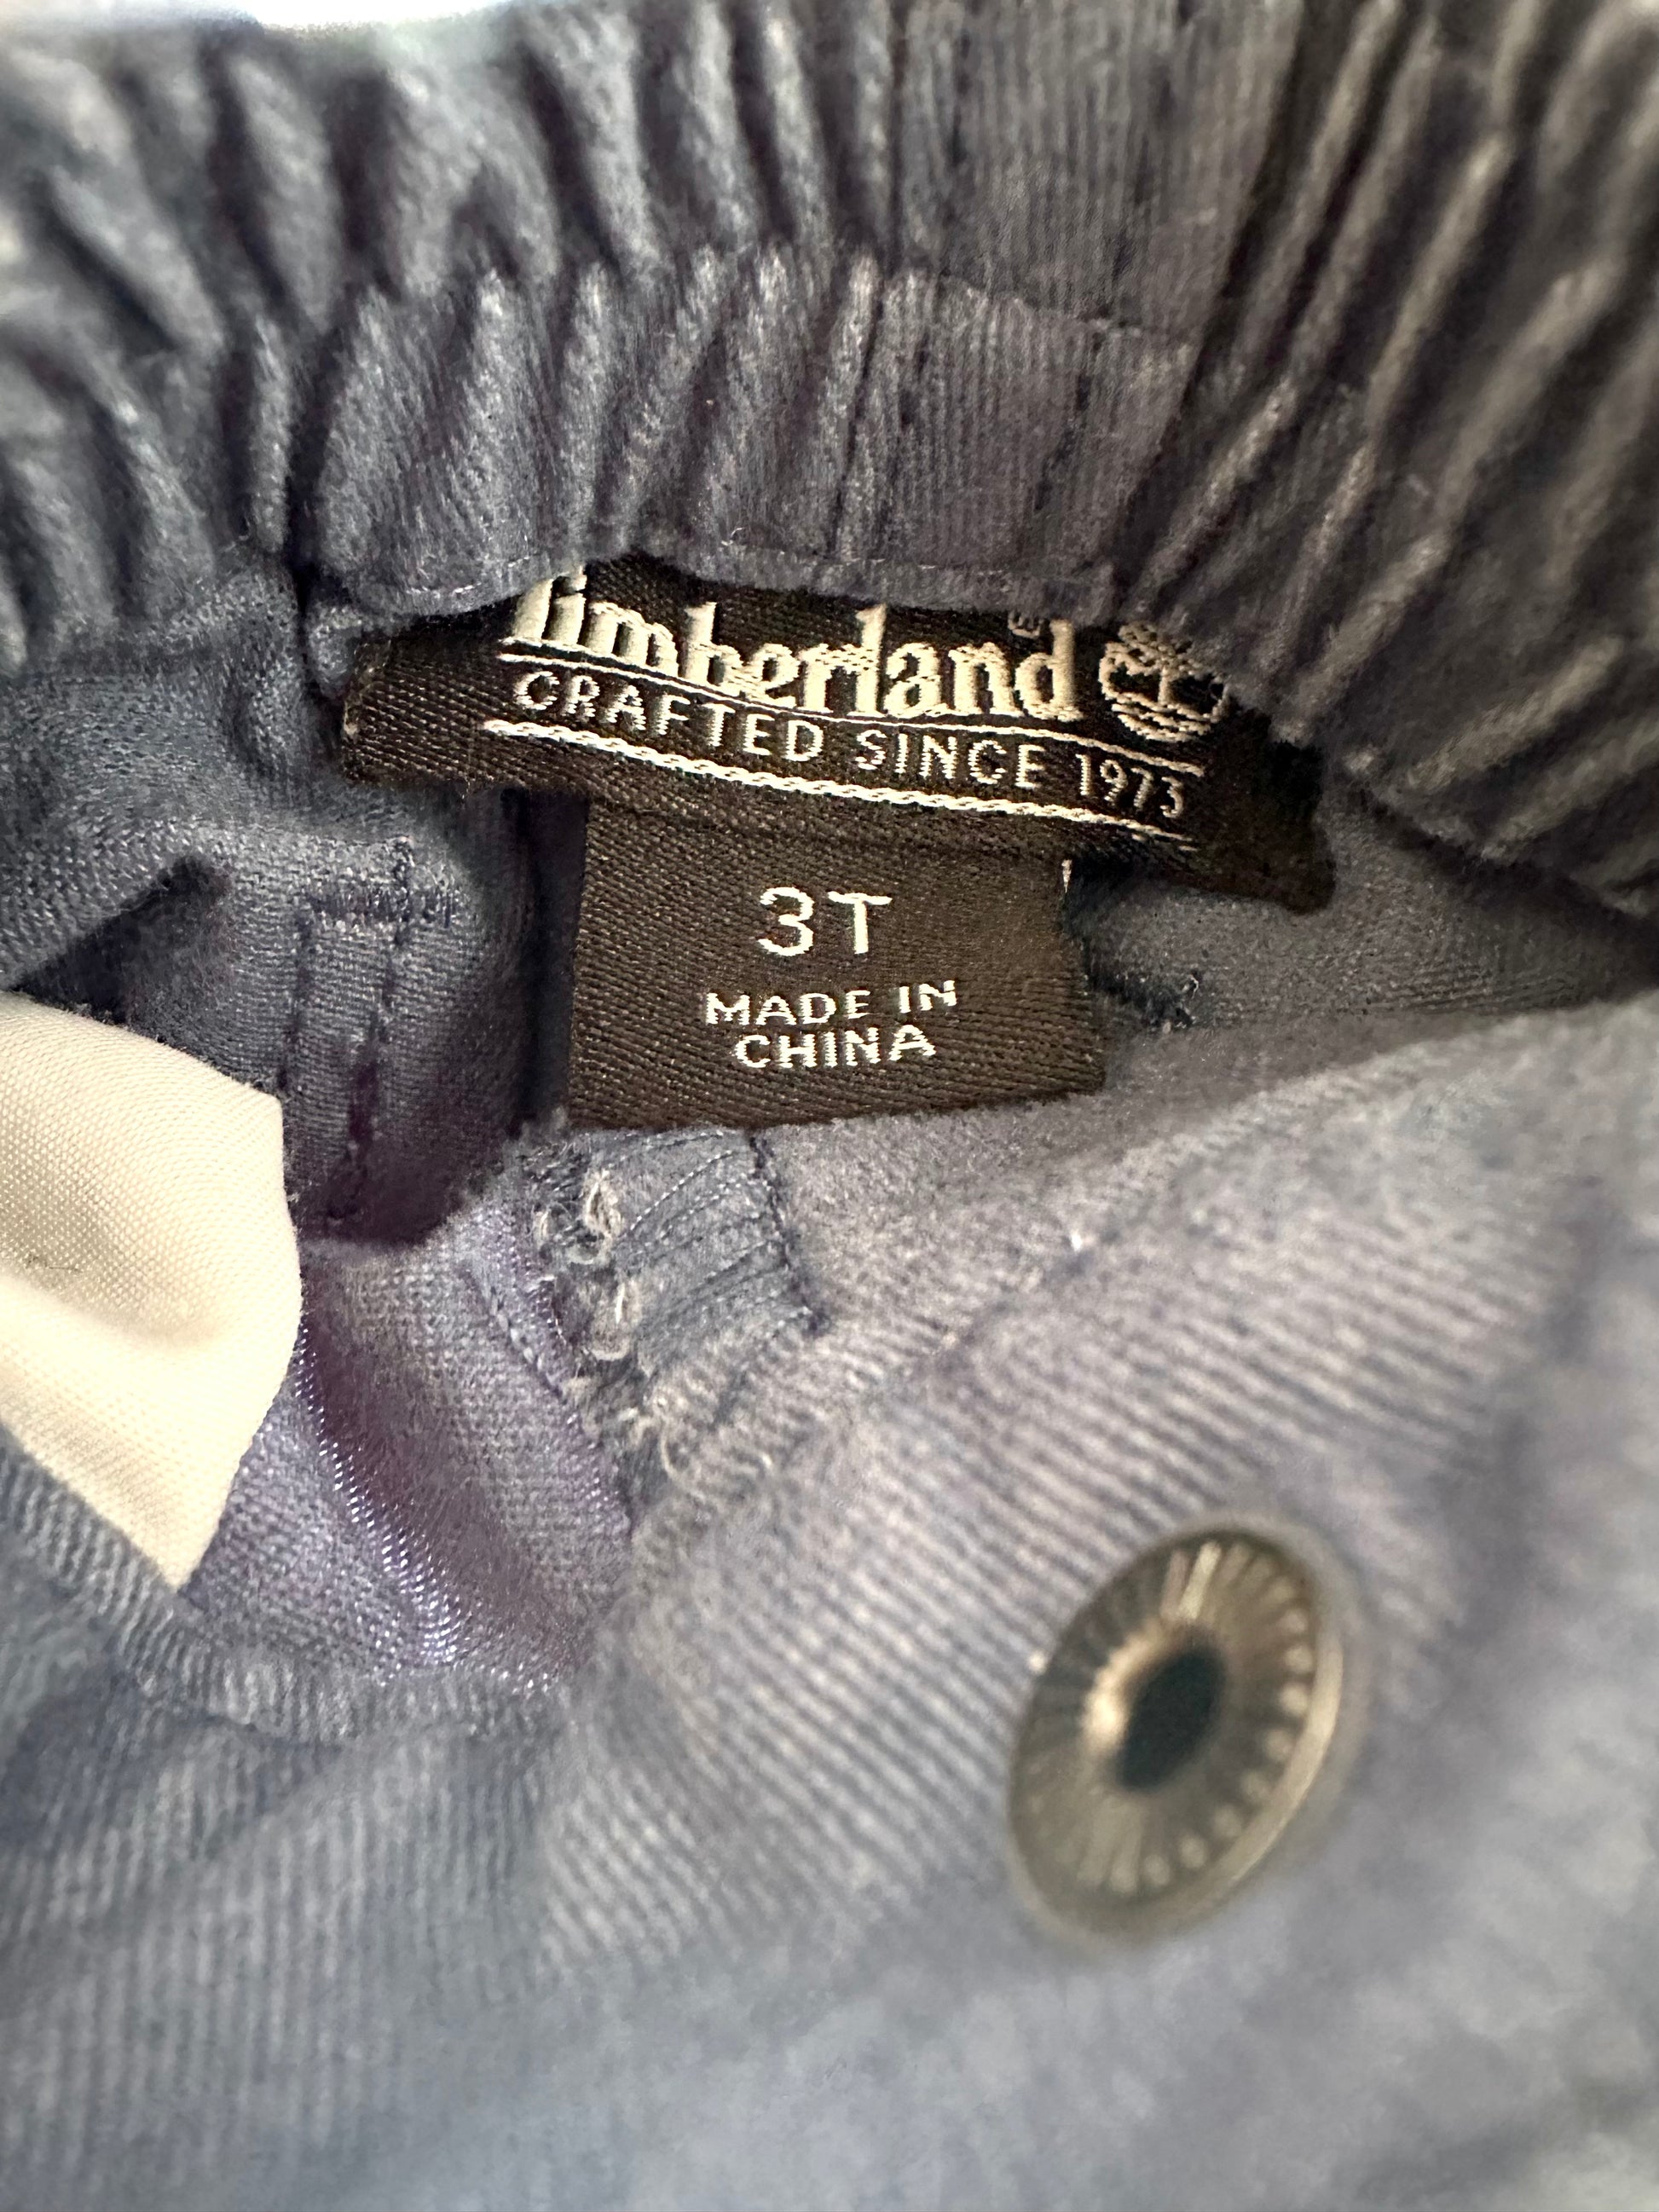 Timberland
CRAFTED SINCE 1973
3T
MADE IN
CHINA